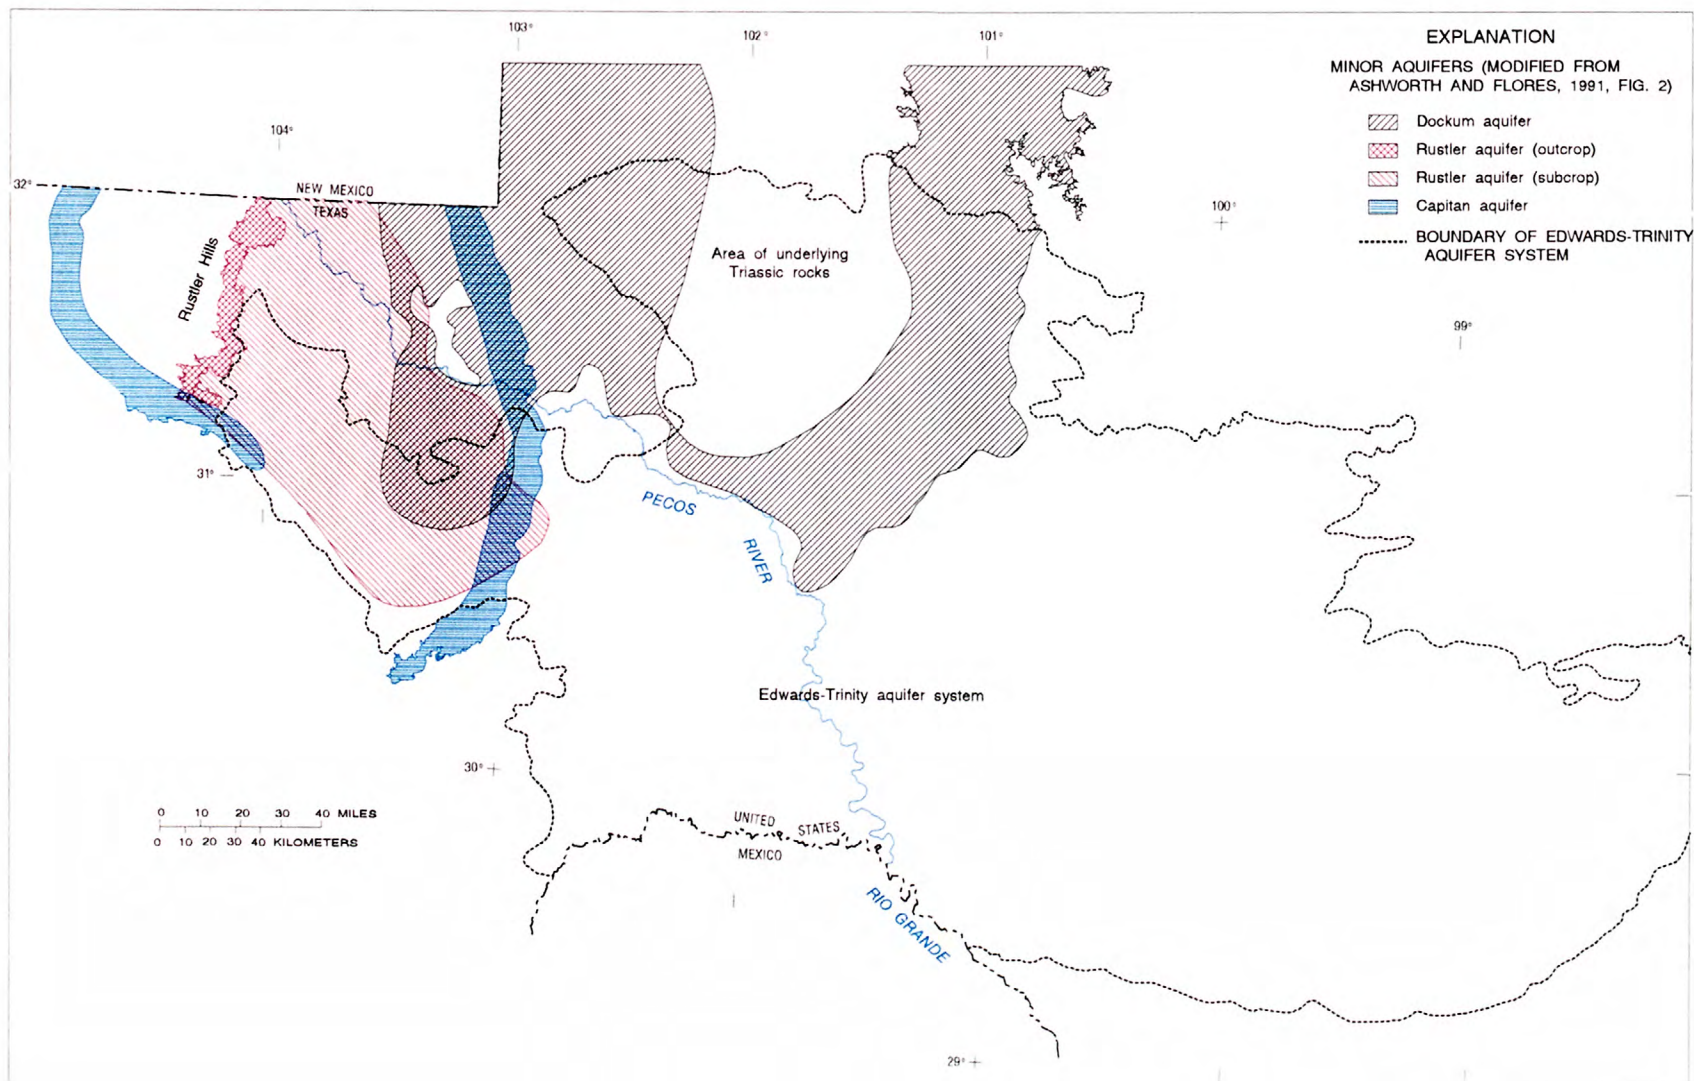 103°
102°
101°
EXPLANATION
MINOR AQUIFERS (MODIFIED FROM
ASHWORTH AND FLORES, 1991, FIG. 2)
Dockum aquifer
Rustler aquifer (outcrop)
Rustler aquifer (subcrop)
Capitan aquifer
BOUNDARY OF EDWARDS-TRINITY
AQUIFER SYSTEM
104°
32°
NEW MEXICO
TEXAS
100°
Rustler Hills
Area of underlying
Triassic rocks
99°
31°
PECOS
RIVER
Edwards-Trinity aquifer system
30°
0 10 20 30 40 MILES
0 10 20 30 40 KILOMETERS
UNITED STATES
MEXICO
RIO GRANDE
29°